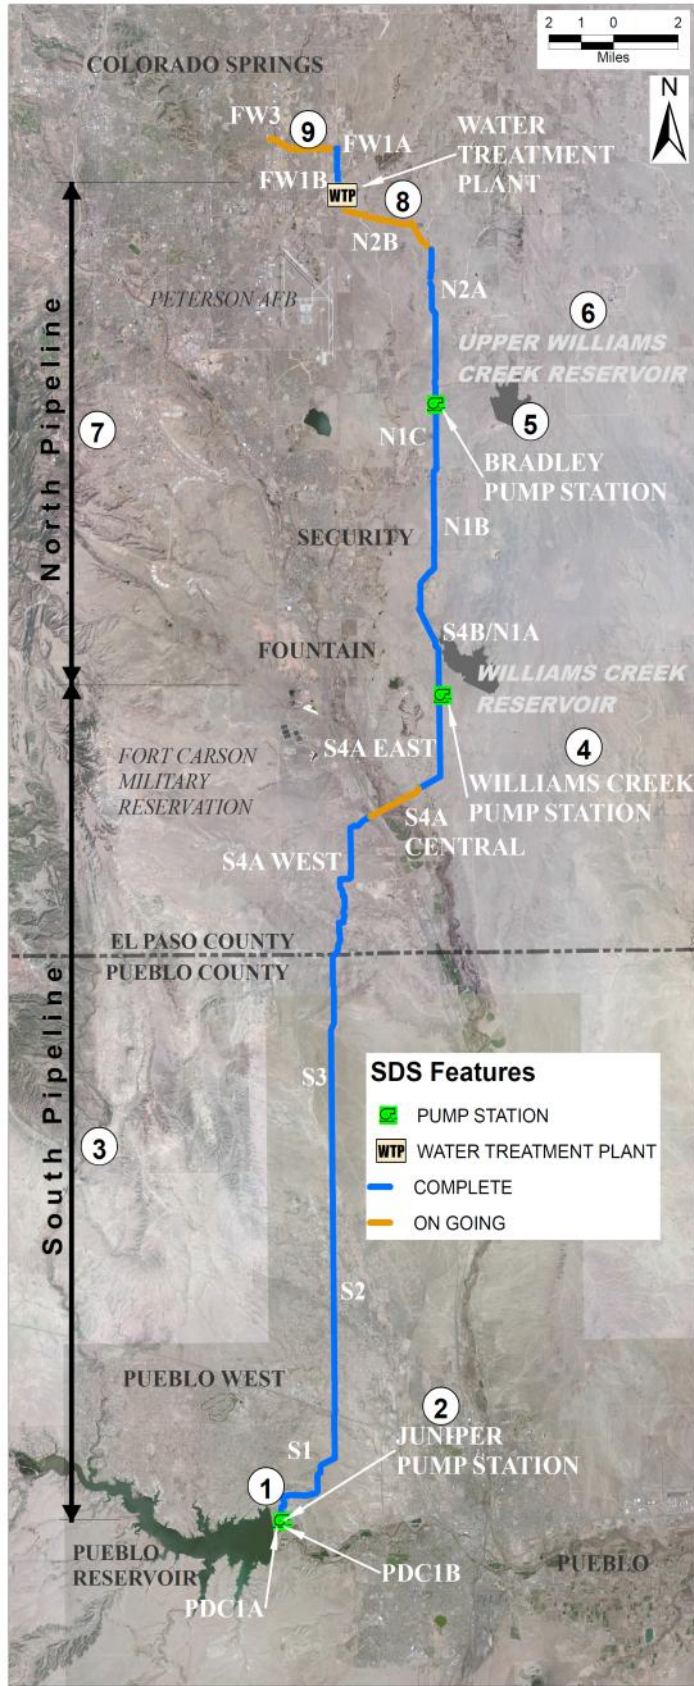 2 1 0 2
Miles
N
COLORADO SPRINGS
FW3
9
FW1A
WATER
TREATMENT
PLANT
FW1B
WTP
8
N2B
N2A
PETERSON AFB
6
UPPER WILLIAMS
CREEK RESERVOIR
5
7
North Pipeline
N1C
BRADLEY
PUMP STATION
N1B
SECURITY
S4B/N1A
FOUNTAIN
WILLIAMS CREEK
RESERVOIR
S4A EAST
4
FORT CARSON
MILITARY
RESERVATION
WILLIAMS CREEK
PUMP STATION
S4A
CENTRAL
S4A WEST
EL PASO COUNTY
PUEBLO COUNTY
South Pipeline
S3
3
SDS Features
PUMP STATION
WTP WATER TREATMENT PLANT
COMPLETE
ON GOING
S2
PUEBLO WEST
2
JUNIPER
PUMP STATION
S1
1
PUEBLO
RESERVOIR
PDC1B
PUEBLO
PDC1A